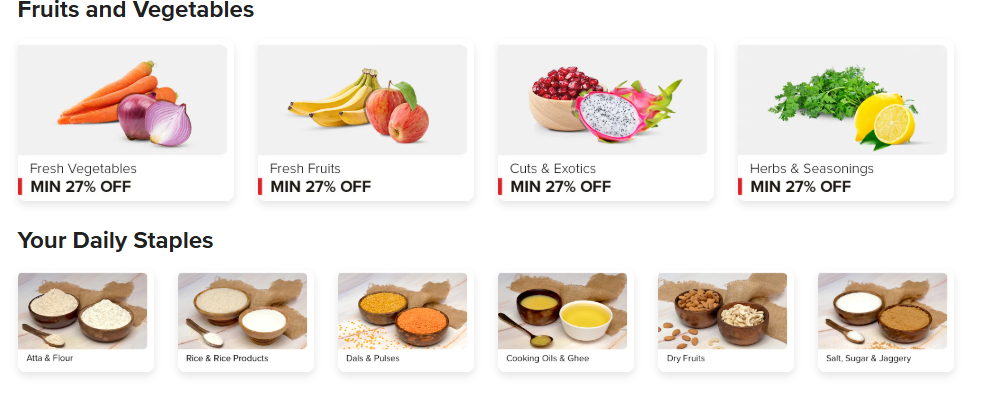 Fruits and Vegetables
Fresh Vegetables
MIN 27% OFF
Fresh Fruits
MIN 27% OFF
Cuts & Exotics
MIN 27% OFF
Herbs & Seasonings
MIN 27% OFF
Your Daily Staples
Atta & Flour
Rice & Rice Products
Dals & Pulses
Cooking Oils & Ghee
Dry Fruits
Salt, Sugar & Jaggery